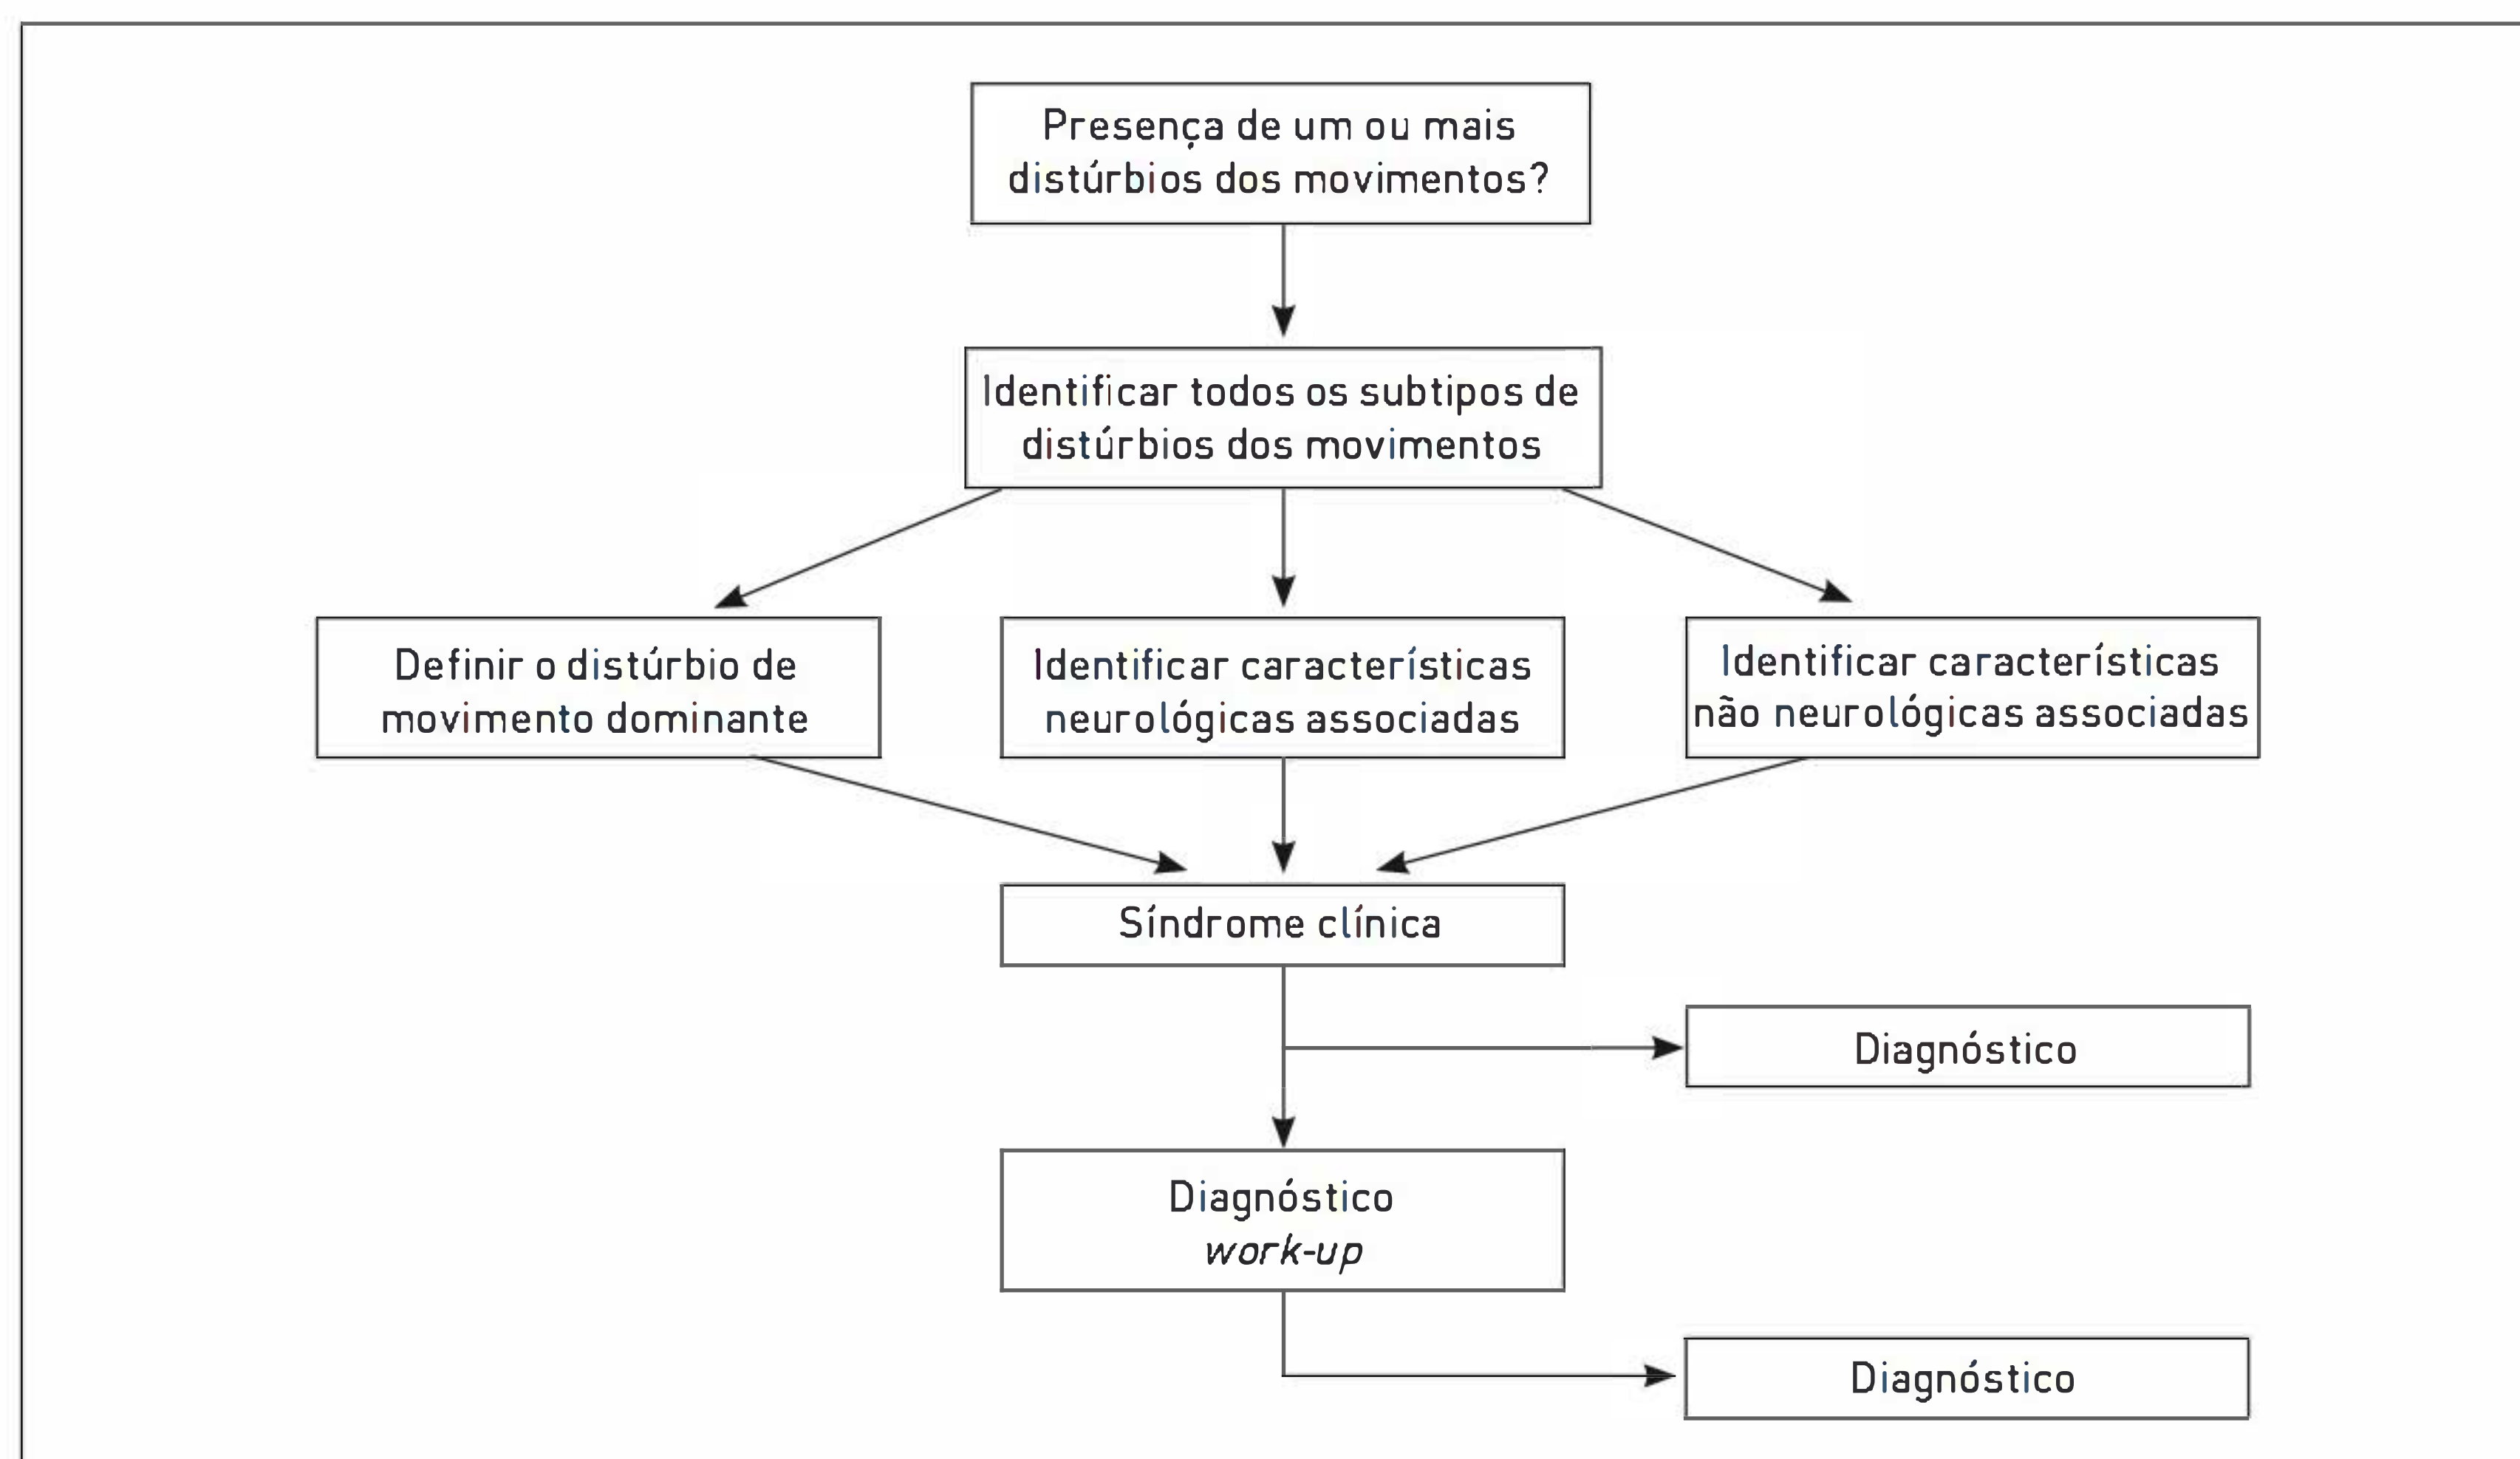 Presença de um ou mais
distúrbios dos movimentos?
Identificar todos os subtipos de
distúrbios dos movimentos
Definir o distúrbio de
movimento dominante
Identificar características
neurológicas associadas
Identificar características
não neurológicas associadas
Síndrome clínica
Diagnóstico
Diagnóstico
work-up
Diagnóstico